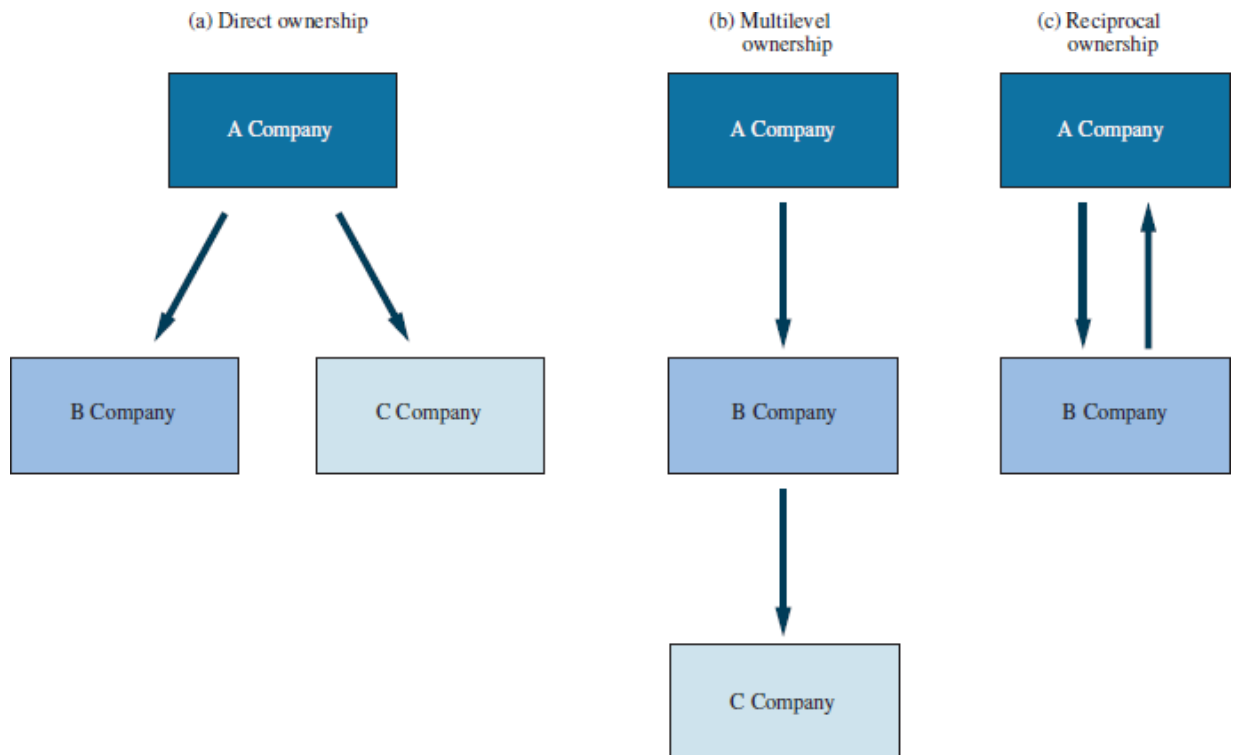 (a) Direct ownership
A Company
B Company
C Company
(b) Multilevel
ownership
A Company
B Company
C Company
(c) Reciprocal
ownership
A Company
B Company